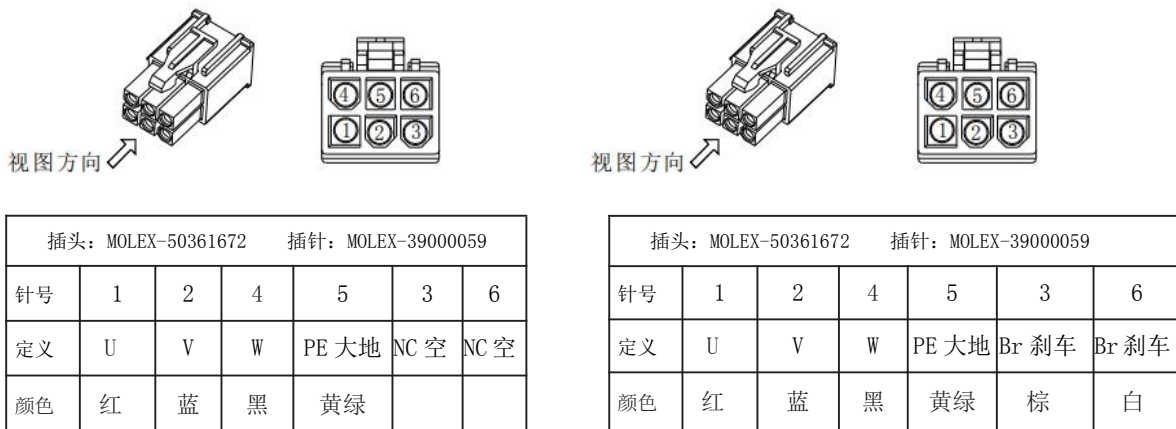 ④⑤⑥
①②③
视图方向
④⑤⑥
①②③
视图方向
插头：MOLEX-50361672 插针：MOLEX-39000059
针号 1 2 4 5 3 6
定义 U V W PE 大地 NC 空 NC 空
颜色 红 蓝 黑 黄绿
插头：MOLEX-50361672 插针：MOLEX-39000059
针号 1 2 4 5 3 6
定义 U V W PE 大地 Br 刹车 Br 刹车
颜色 红 蓝 黑 黄绿 棕 白